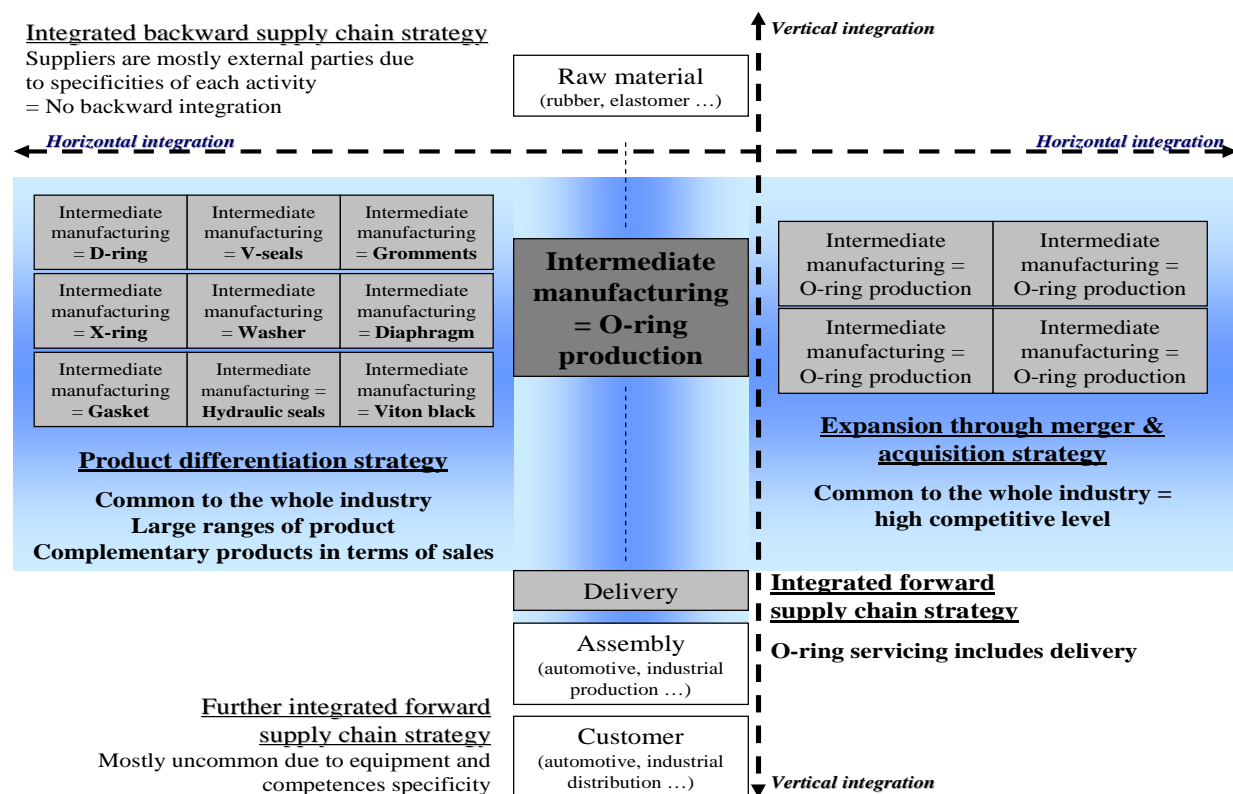 Integrated backward supply chain strategy
Suppliers are mostly external parties due
to specificities of each activity
= No backward integration
Vertical integration
Raw material
(rubber, elastomer …)
Horizontal integration
Horizontal integration
Intermediate
manufacturing
= D-ring
Intermediate
manufacturing
= V-seals
Intermediate
manufacturing
= Gromments
Intermediate
manufacturing
= X-ring
Intermediate
manufacturing
= Washer
Intermediate
manufacturing
= Diaphragm
Intermediate
manufacturing
= Gasket
Intermediate
manufacturing =
Hydraulic seals
Intermediate
manufacturing
= Viton black
Product differentiation strategy
Common to the whole industry
Large ranges of product
Complementary products in terms of sales
Intermediate
manufacturing
= O-ring
production
Intermediate
manufacturing =
O-ring production
Intermediate
manufacturing =
O-ring production
Intermediate
manufacturing =
O-ring production
Intermediate
manufacturing =
O-ring production
Expansion through merger &
acquisition strategy
Common to the whole industry =
high competitive level
Delivery
Integrated forward
supply chain strategy
O-ring servicing includes delivery
Assembly
(automotive, industrial
production …)
Further integrated forward
supply chain strategy
Mostly uncommon due to equipment and
competences specificity
Customer
(automotive, industrial
distribution …)
Vertical integration